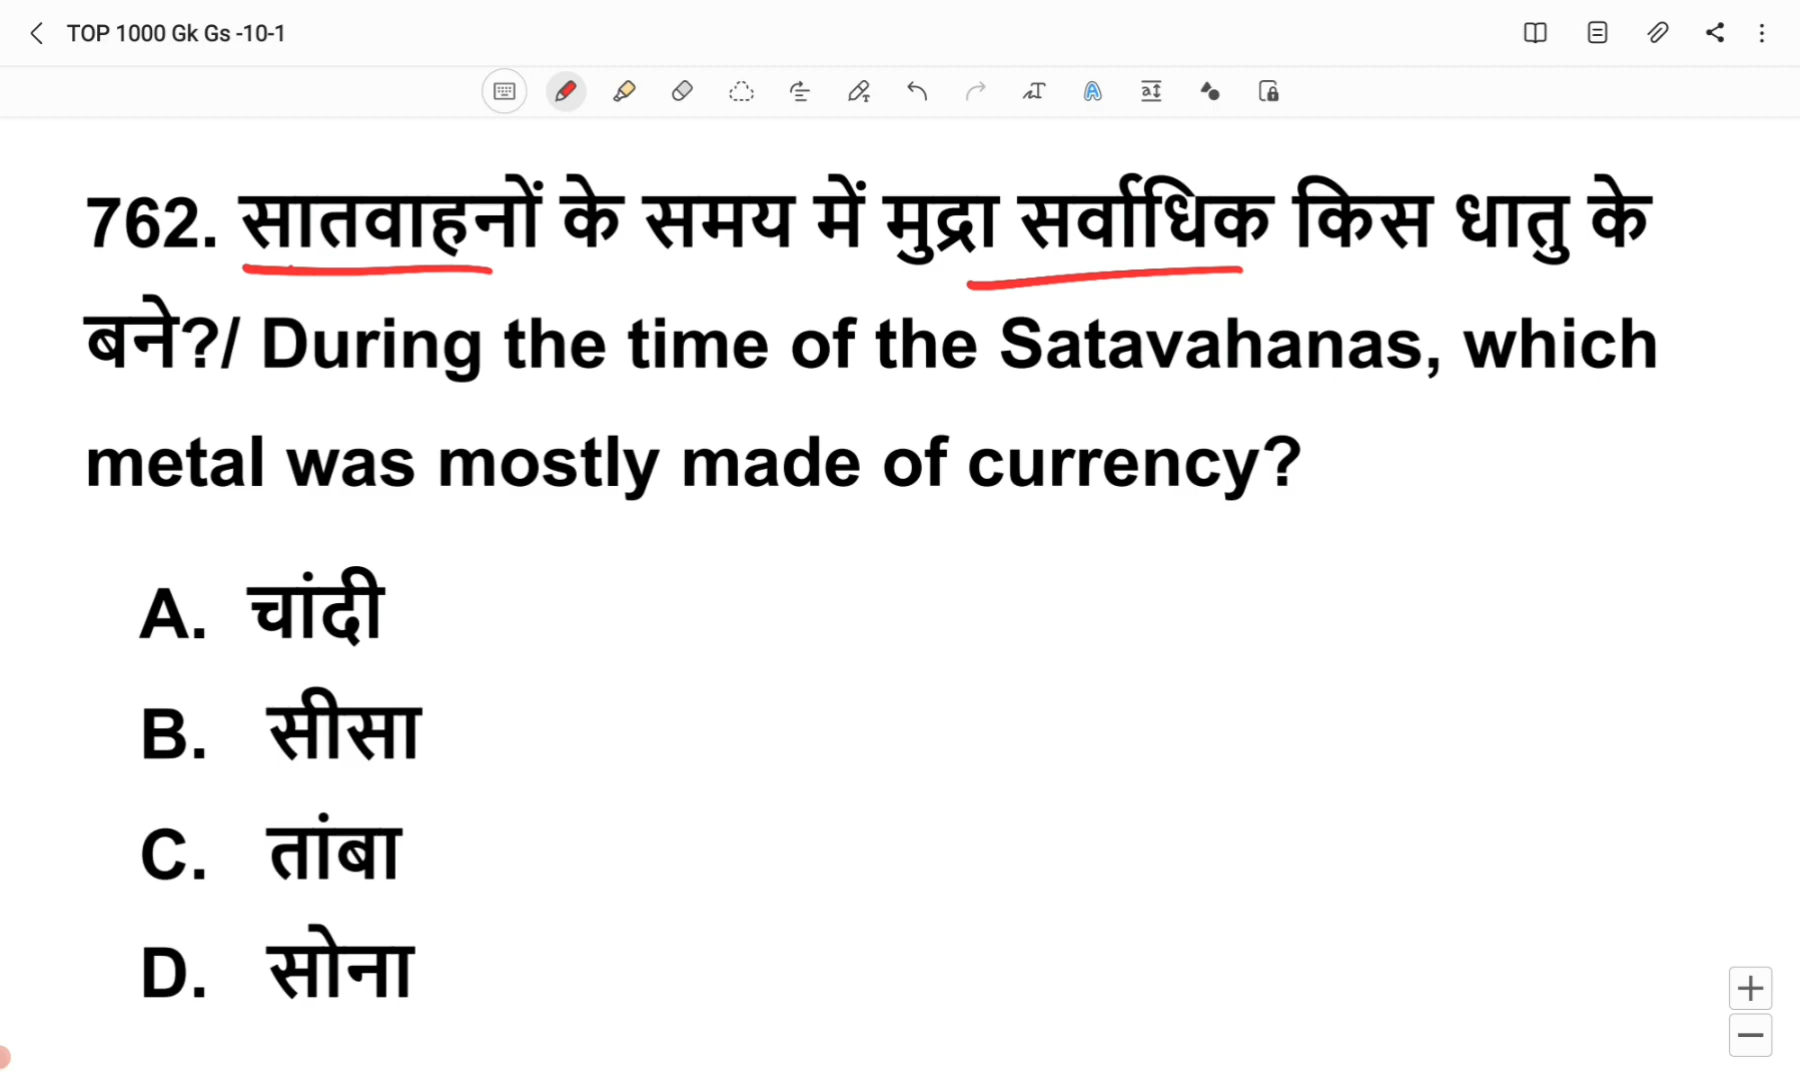 TOP 1000 Gk Gs -10-1
762. सातवाहनों के समय में मुद्रा सर्वाधिक किस धातु के
बने?/ During the time of the Satavahanas, which
metal was mostly made of currency?
A. चांदी
B. सीसा
C. तांबा
D. सोना